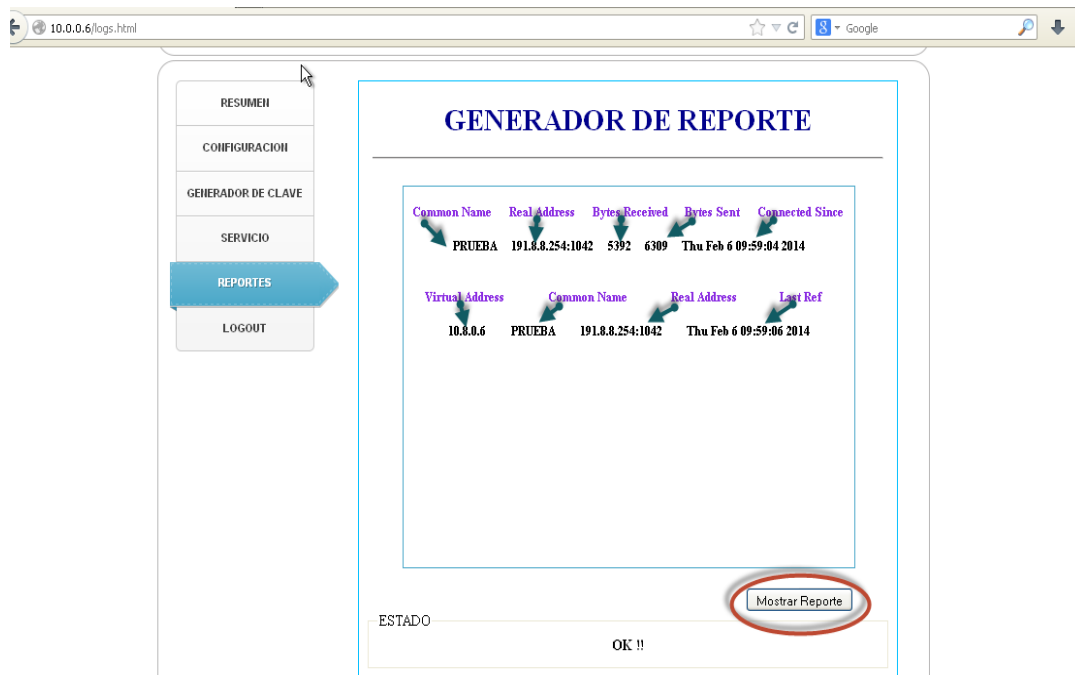 10.0.0.6/logs.html
8 Google
RESUMEN
CONFIGURACION
GENERADOR DE CLAVE
SERVICIO
REPORTES
LOGOUT
GENERADOR DE REPORTE
Common Name Real Address Bytes Received Bytes Sent Connected Since
PRUEBA 191.8.8.254:1042 5392 6309 Thu Feb 6 09:59:04 2014
Virtual Address Common Name Real Address Last Ref
10.8.0.6 PRUEBA 191.8.8.254:1042 Thu Feb 6 09:59:06 2014
Mostrar Reporte
ESTADO
OK !!